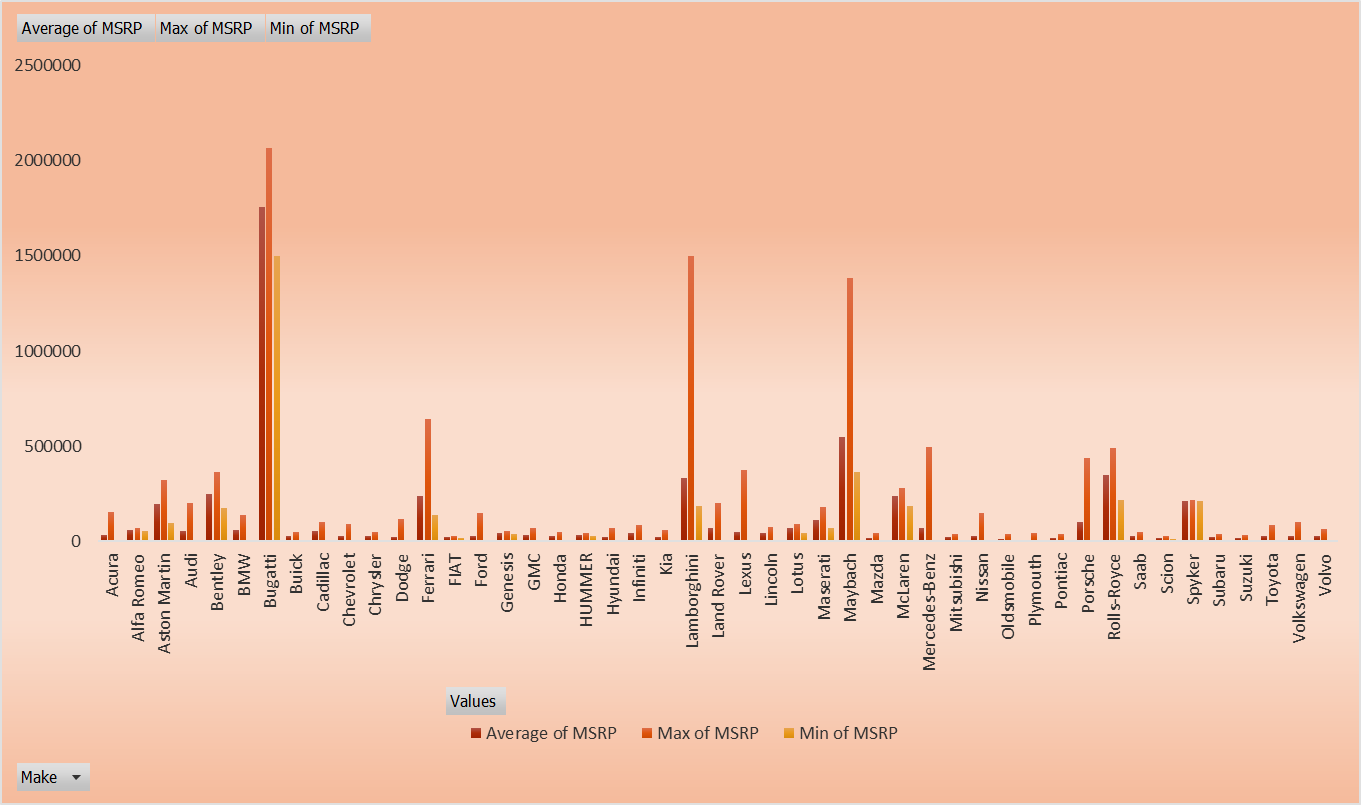 Average of MSRP Max of MSRP Min of MSRP
2500000
2000000
1500000
1000000
500000
0
Acura
Alfa Romeo
Aston Martin
Audi
Bentley
BMW
Bugatti
Buick
Cadillac
Chevrolet
Chrysler
Dodge
Ferrari
FIAT
Ford
Genesis
GMC
Honda
HUMMER
Hyundai
Infiniti
Kia
Lamborghini
Land Rover
Lexus
Lincoln
Lotus
Maserati
Maybach
Mazda
McLaren
Mercedes-Benz
Mitsubishi
Nissan
Oldsmobile
Plymouth
Pontiac
Porsche
Rolls-Royce
Saab
Scion
Spyker
Subaru
Suzuki
Toyota
Volkswagen
Volvo
Values
Average of MSRP Max of MSRP Min of MSRP
Make